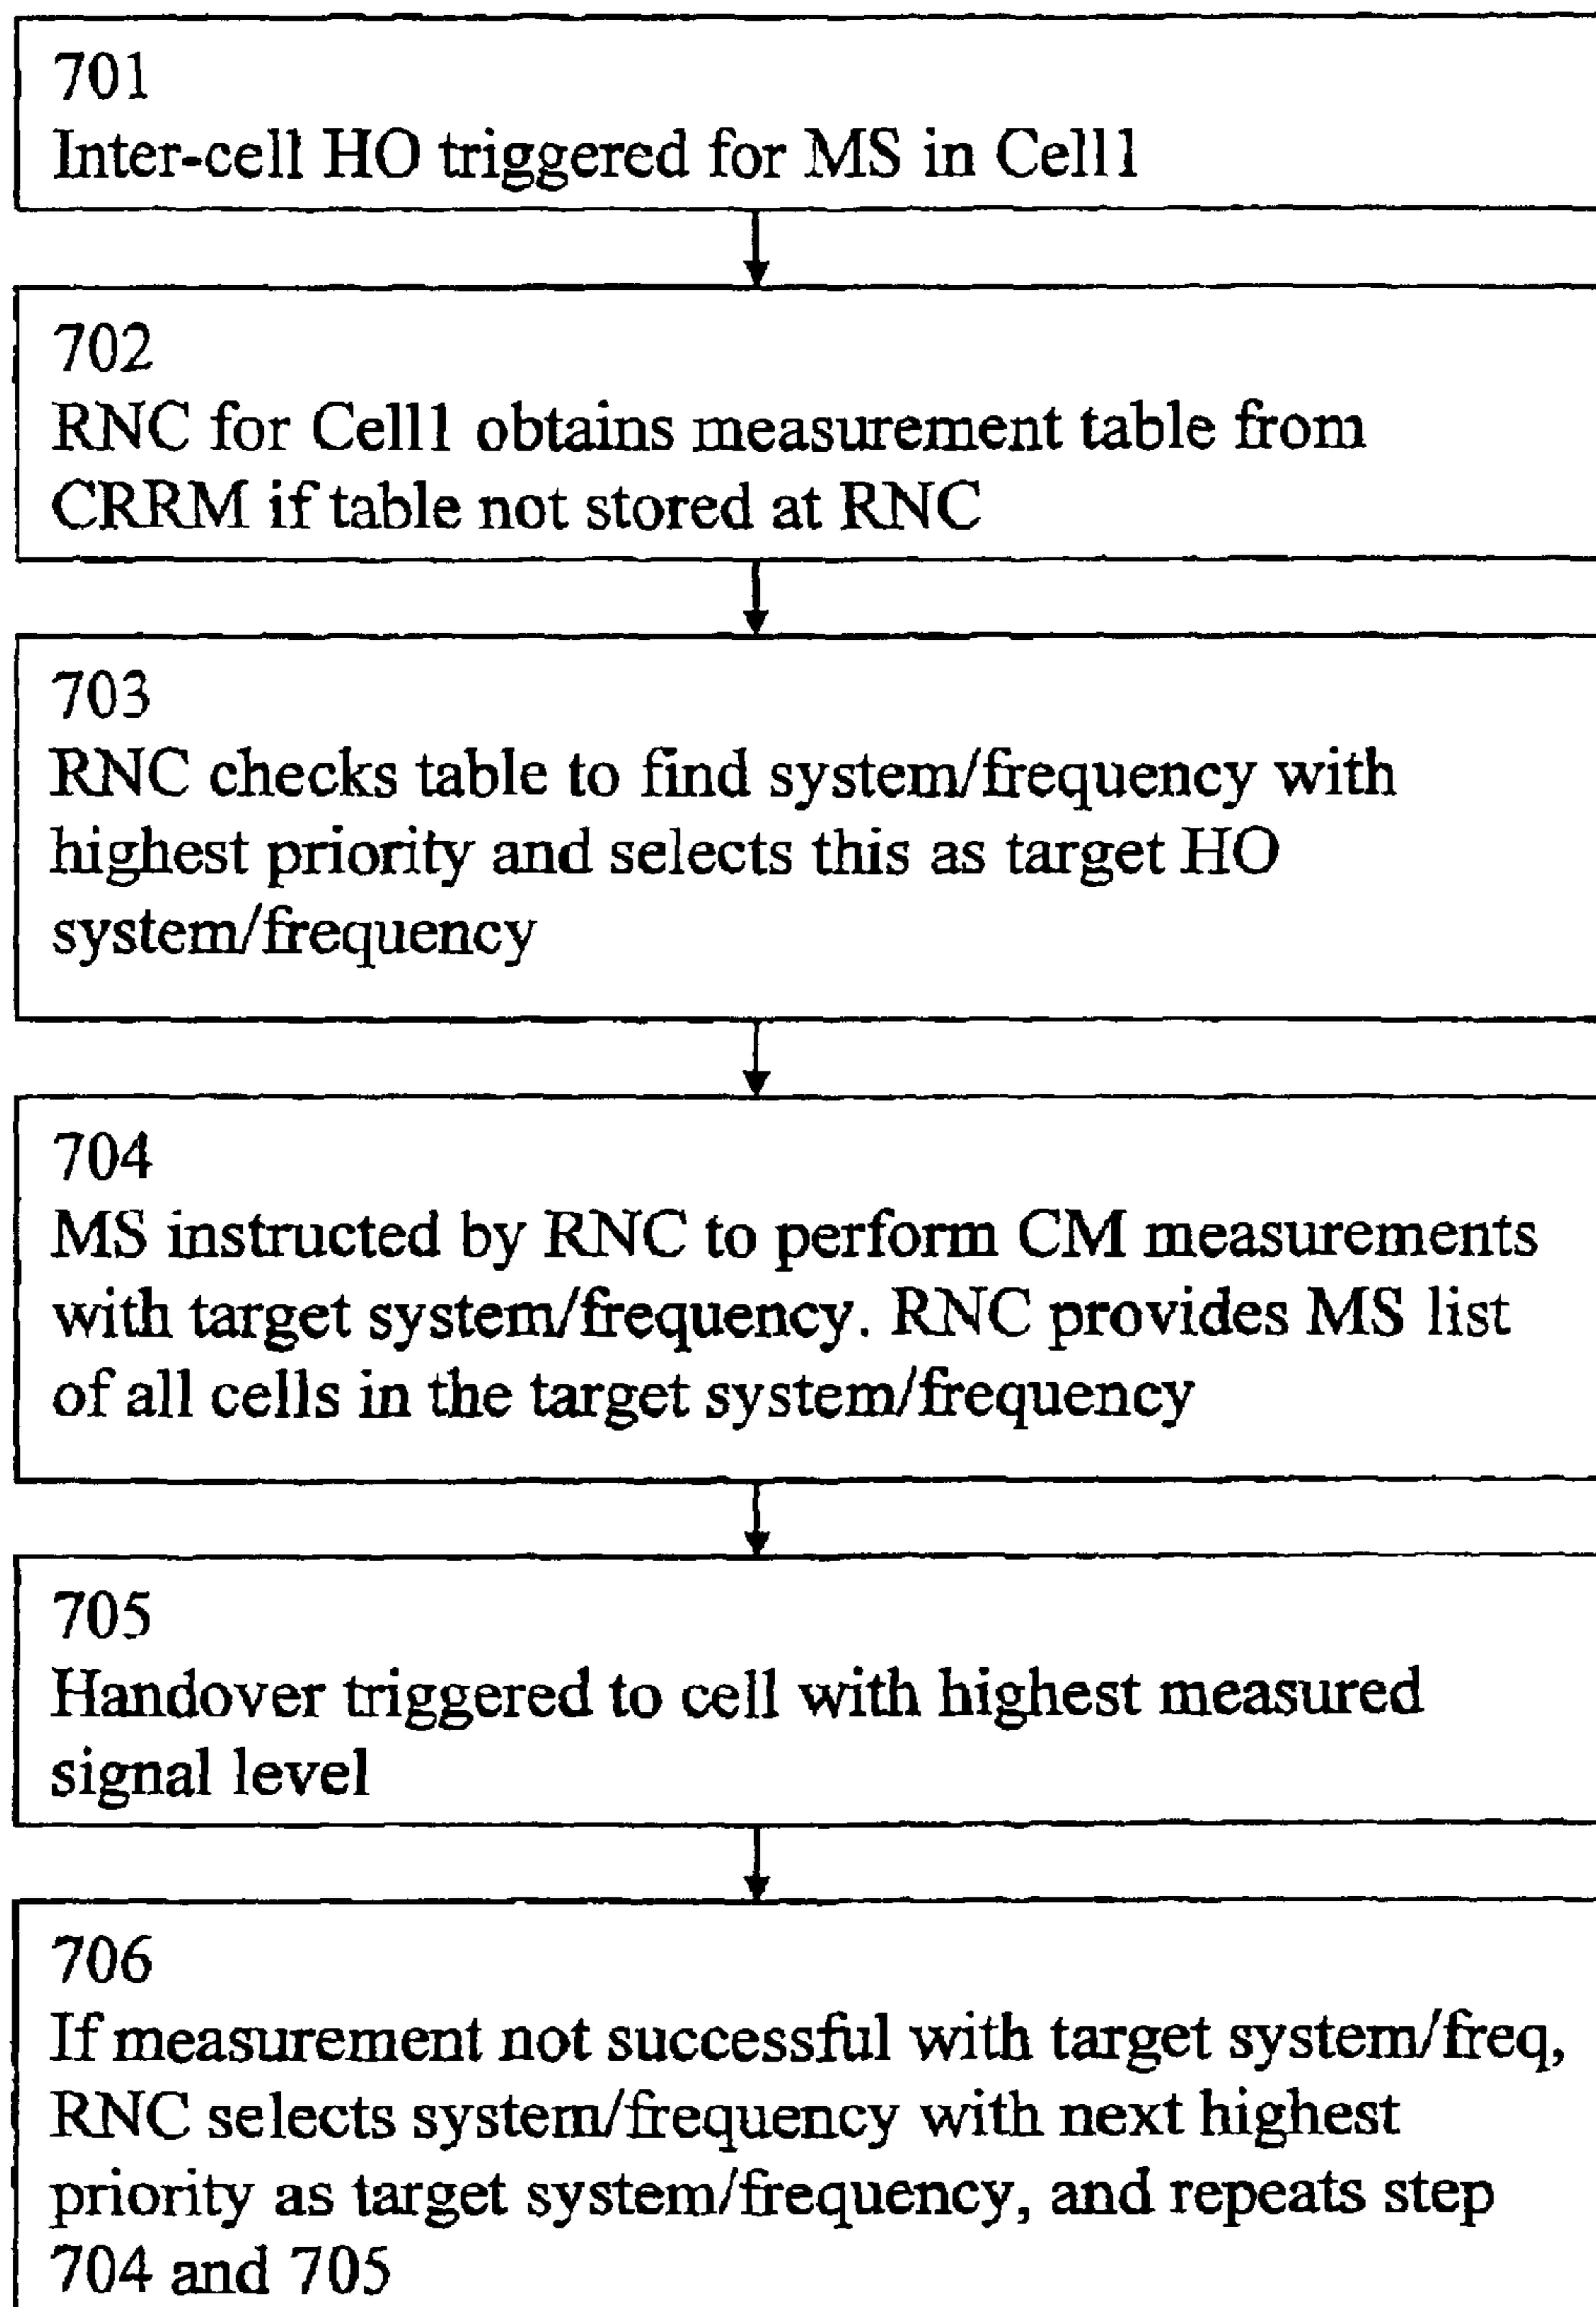 701
Inter-cell HO triggered for MS in Cell1
702
RNC for Cell1 obtains measurement table from
CRRM if table not stored at RNC
703
RNC checks table to find system/frequency with
highest priority and selects this as target HO
system/frequency
704
MS instructed by RNC to perform CM measurements
with target system/frequency. RNC provides MS list
of all cells in the target system/frequency
705
Handover triggered to cell with highest measured
signal level
706
If measurement not successful with target system/freq,
RNC selects system/frequency with next highest
priority as target system/frequency, and repeats step
704 and 705